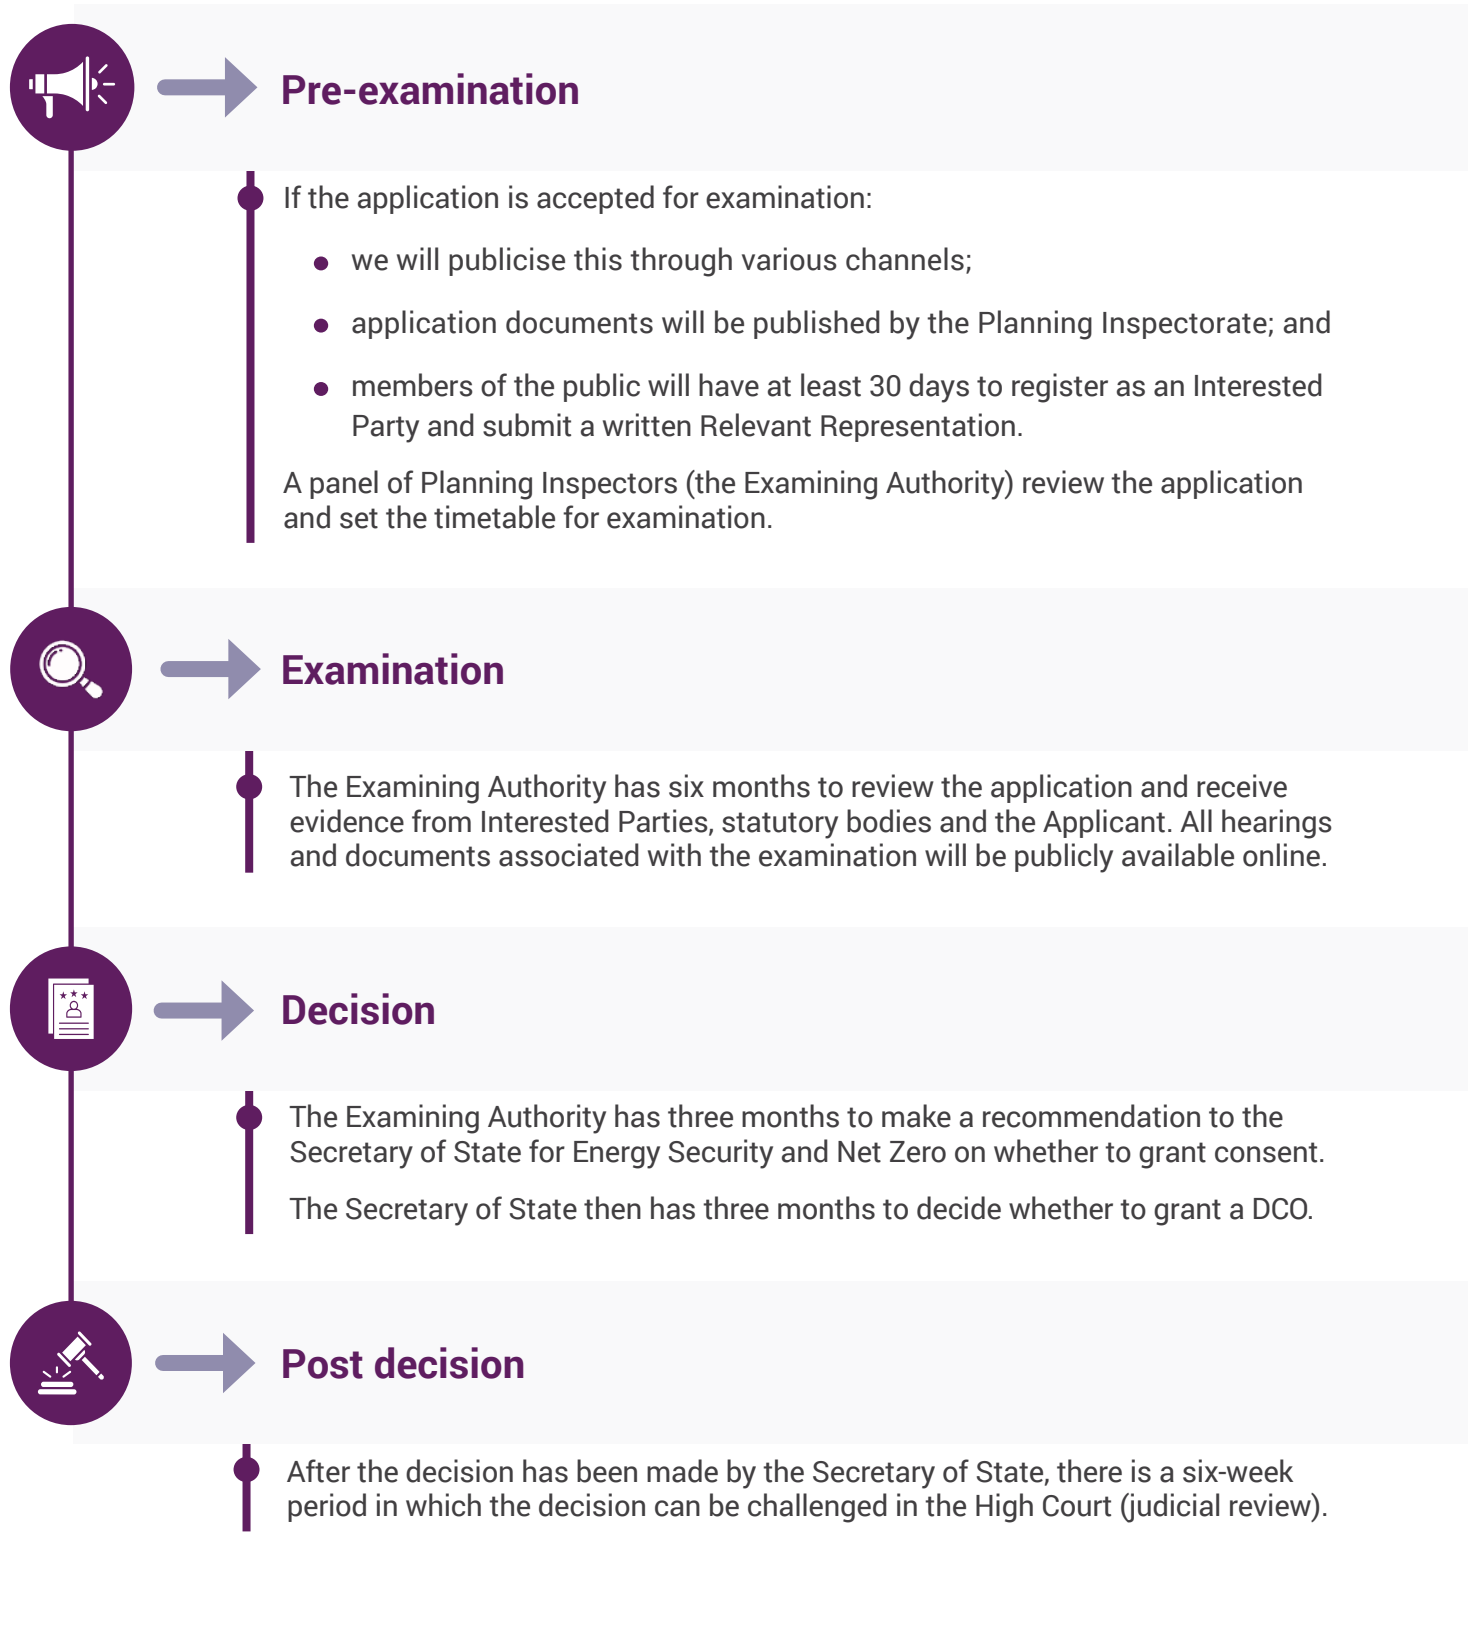 Pre-examination
If the application is accepted for examination:
we will publicise this through various channels;
application documents will be published by the Planning Inspectorate; and
members of the public will have at least 30 days to register as an Interested
Party and submit a written Relevant Representation.
A panel of Planning Inspectors (the Examining Authority) review the application
and set the timetable for examination.
Examination
The Examining Authority has six months to review the application and receive
evidence from Interested Parties, statutory bodies and the Applicant. All hearings
and documents associated with the examination will be publicly available online.
Decision
The Examining Authority has three months to make a recommendation to the
Secretary of State for Energy Security and Net Zero on whether to grant consent.
The Secretary of State then has three months to decide whether to grant a DCO.
Post decision
After the decision has been made by the Secretary of State, there is a six-week
period in which the decision can be challenged in the High Court (judicial review).